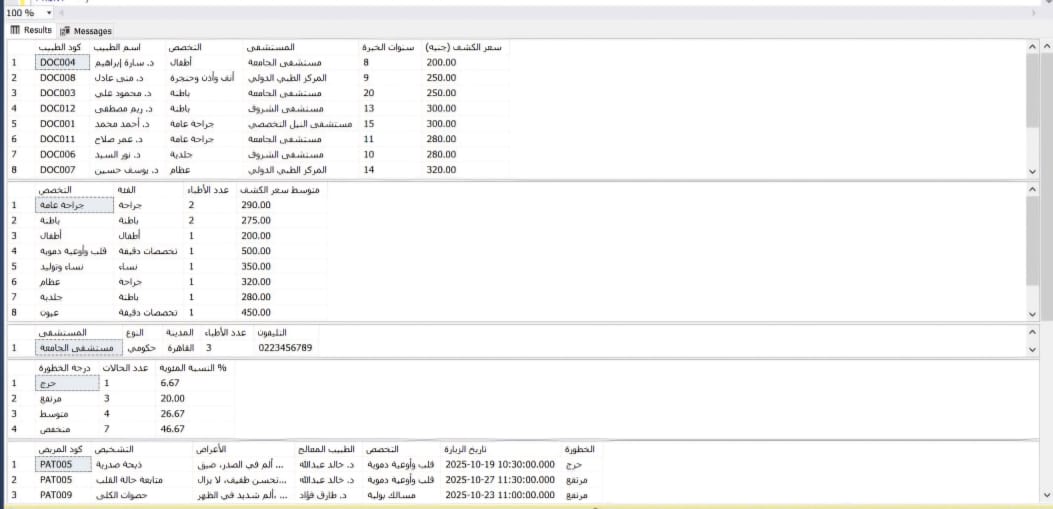 100 %
Results Messages
كود الطبيب اسم الطبيب التخصص المستشفى سنوات الخبرة سعر الكشف (جنيه)
1 DOC004 د. سارة إبراهيم أطفال مستشفى الجامعة 8 200.00
2 DOC008 د. منى عادل أنف وأذن وحنجرة المركز الطبي الدولي 9 250.00
3 DOC003 د. محمود علي باطنة مستشفى الجامعة 20 250.00
4 DOC012 د. ريم مصطفى باطنة مستشفى الشروق 13 300.00
5 DOC001 د. أحمد محمد جراحة عامة مستشفى النيل التخصصي 15 300.00
6 DOC011 د. عمر صلاح جراحة عامة مستشفى الجامعة 11 280.00
7 DOC006 د. نور السيد جلدية مستشفى الشروق 10 280.00
8 DOC007 د. يوسف حسين عظام المركز الطبي الدولي 14 320.00
التخصص الفئة عدد الأطباء متوسط سعر الكشف
1 جراحة عامة جراحة 2 290.00
2 باطنة باطنة 2 275.00
3 أطفال أطفال 1 200.00
4 قلب وأوعية دموية تخصصات دقيقة 1 500.00
5 نساء وتوليد نساء 1 350.00
6 عظام جراحة 1 320.00
7 جلدية باطنة 1 280.00
8 عيون تخصصات دقيقة 1 450.00
المستشفى النوع المدينة عدد الأطباء التليفون
1 مستشفى الجامعة حكومي القاهرة 3 0223456789
درجة الخطورة عدد الحالات النسبة المئوية %
1 حرج 1 6.67
2 مرتفع 3 20.00
3 متوسط 4 26.67
4 منخفض 7 46.67
كود المريض التشخيص الأعراض الطبيب المعالج التخصص تاريخ الزيارة الخطورة
1 PAT005 ذبحة صدرية ألم في الصدر، ضيق ... د. خالد عبدالله قلب وأوعية دموية 2025-10-19 10:30:00.000 حرج
2 PAT005 متابعة حالة القلب تحسن طفيف، لا يزال... د. خالد عبدالله قلب وأوعية دموية 2025-10-27 11:30:00.000 مرتفع
3 PAT009 حصوات الكلى ألم شديد في الظهر، ... د. طارق فؤاد مسالك بولية 2025-10-23 11:00:00.000 مرتفع